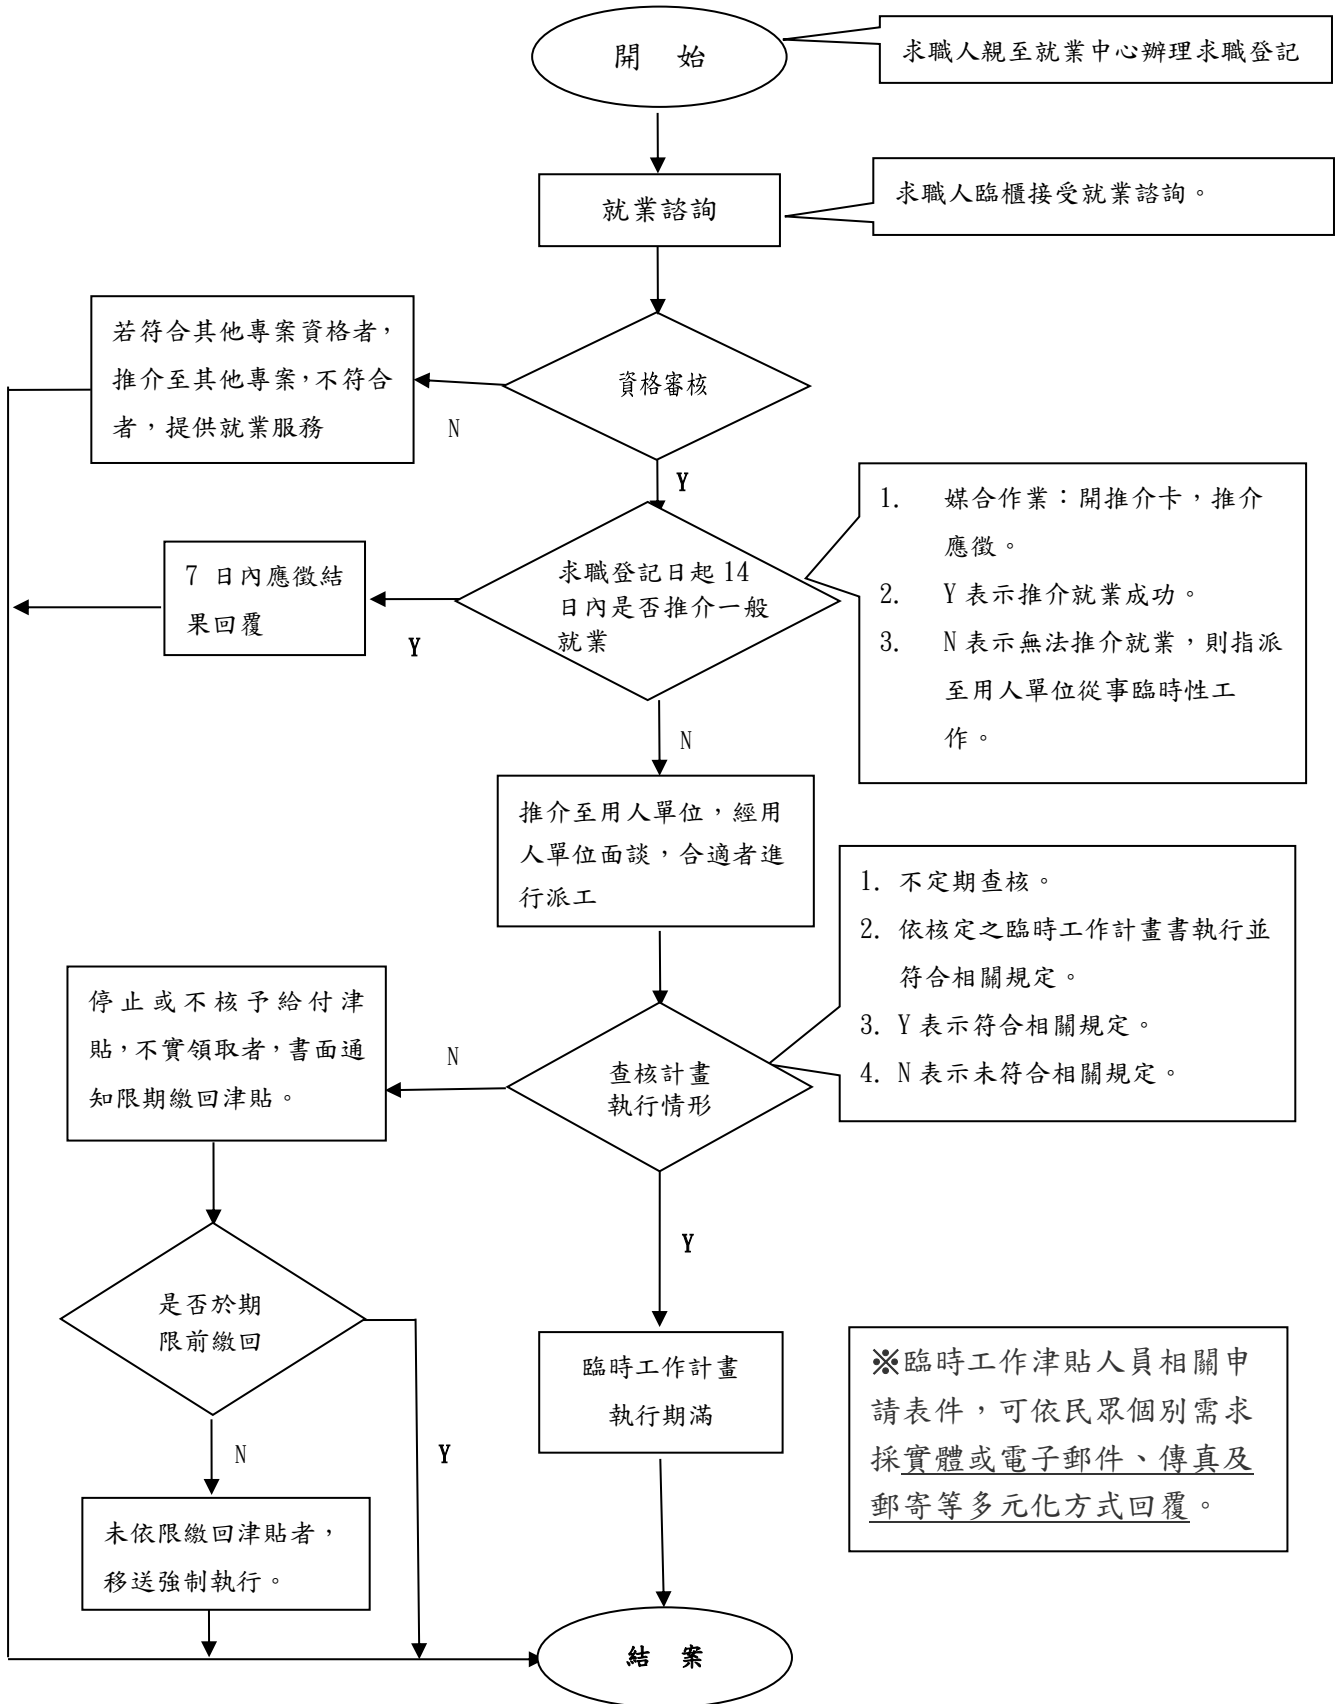 開 始
求職人親至就業中心辦理求職登記
就業諮詢
求職人臨櫃接受就業諮詢。
若符合其他專案資格者，
推介至其他專案，不符合
者，提供就業服務
資格審核
N
Y
1. 媒合作業：開推介卡，推介
應徵。
2. Y 表示推介就業成功。
3. N 表示無法推介就業，則指派
至用人單位從事臨時性工
作。
7 日內應徵結
果回覆
求職登記日起 14
日內是否推介一般
就業
Y
N
推介至用人單位，經用
人單位面談，合適者進
行派工
1. 不定期查核。
2. 依核定之臨時工作計畫書執行並
符合相關規定。
3. Y 表示符合相關規定。
4. N 表示未符合相關規定。
停止或不核予給付津
貼，不實領取者，書面通
知限期繳回津貼。
N
查核計畫
執行情形
Y
是否於期
限前繳回
臨時工作計畫
執行期滿
※臨時工作津貼人員相關申
請表件，可依民眾個別需求
採實體或電子郵件、傳真及
郵寄等多元化方式回覆。
N
Y
未依限繳回津貼者，
移送強制執行。
結 案